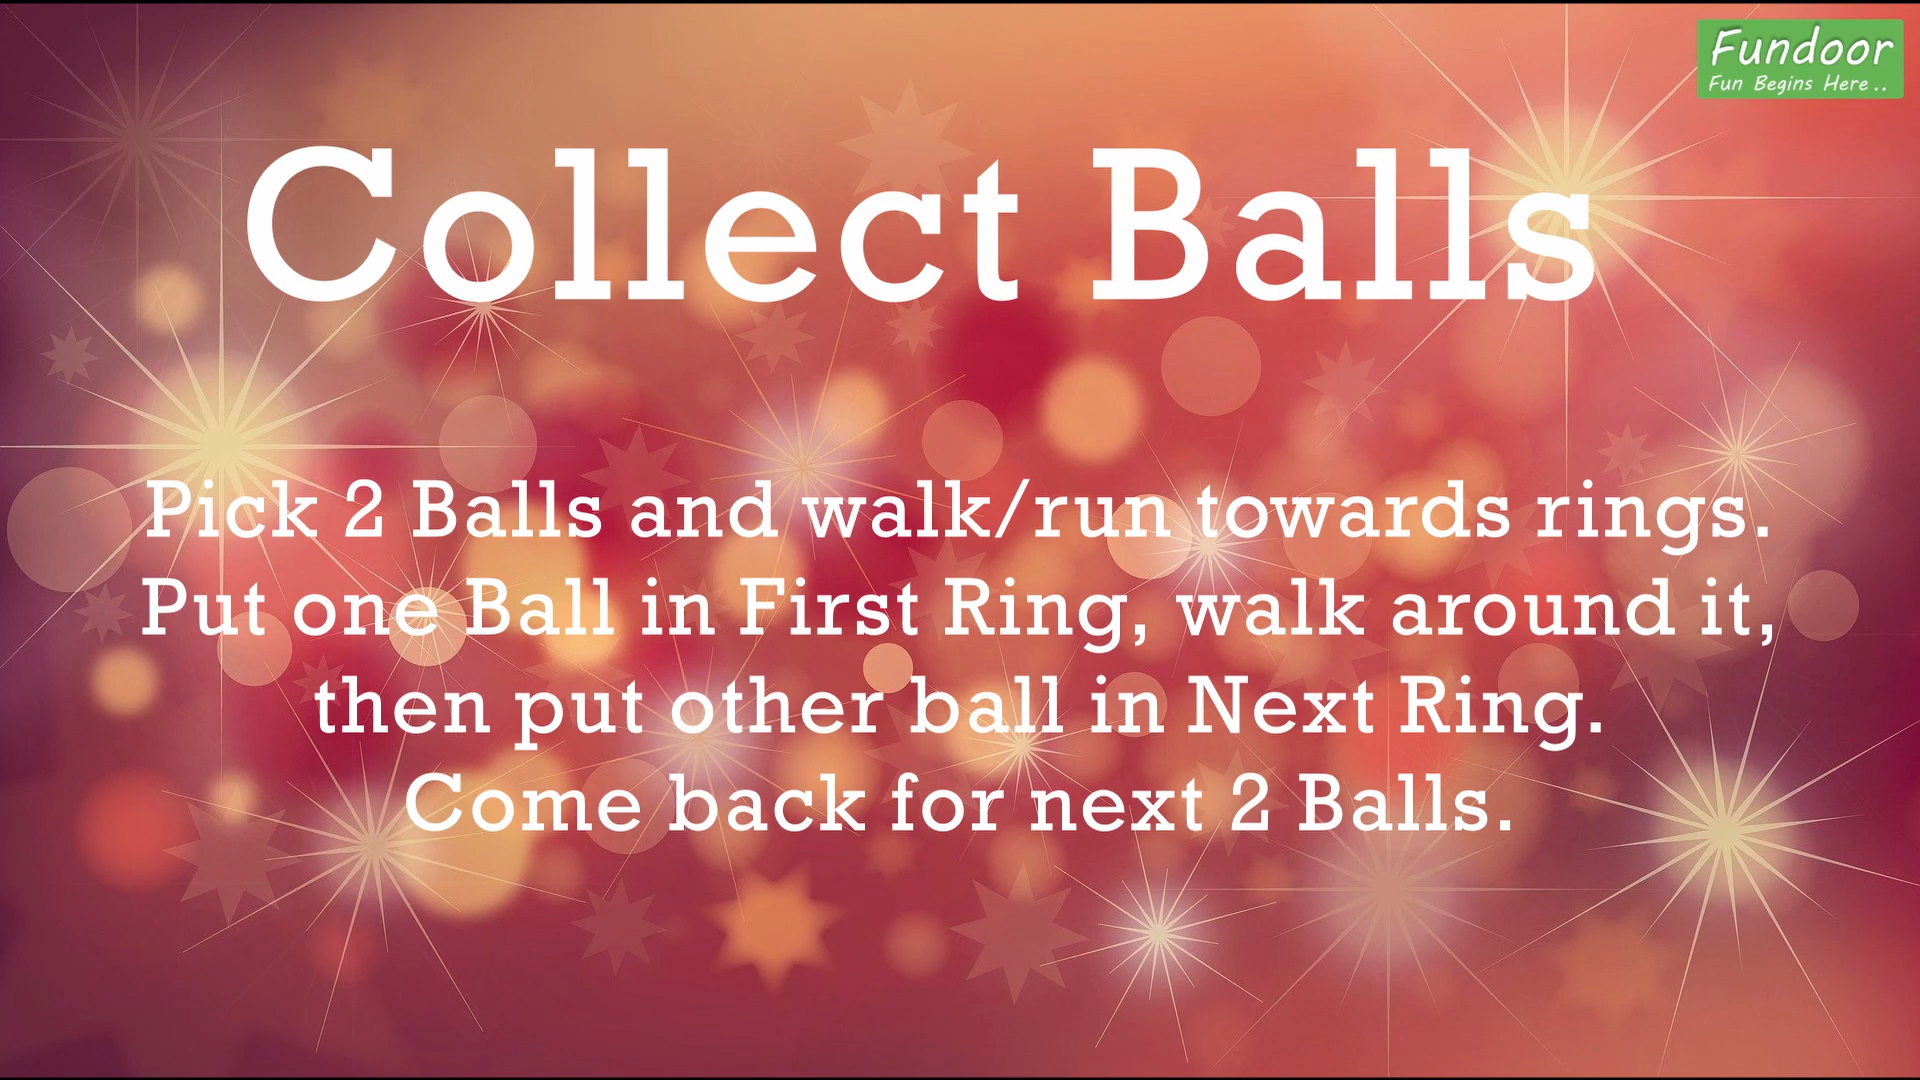 Fundoor
Fun Begins Here..
Collect Balls
Pick 2 Balls and walk/run towards rings.
Put one Ball in First Ring, walk around it,
then put other ball in Next Ring.
Come back for next 2 Balls.